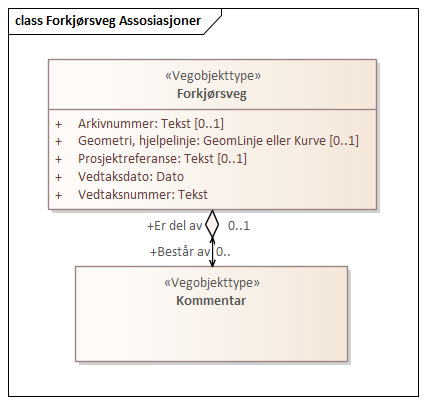 class Forkjørsveg Assosiasjoner
«Vegobjekttype»
Forkjørsveg
+ Arkivnummer: Tekst [0..1]
+ Geometri, hjelpelinje: GeomLinje eller Kurve [0..1]
+ Prosjektreferanse: Tekst [0..1]
+ Vedtaksdato: Dato
+ Vedtaksnummer: Tekst
+Er del av 0..1
+Består av 0..
«Vegobjekttype»
Kommentar